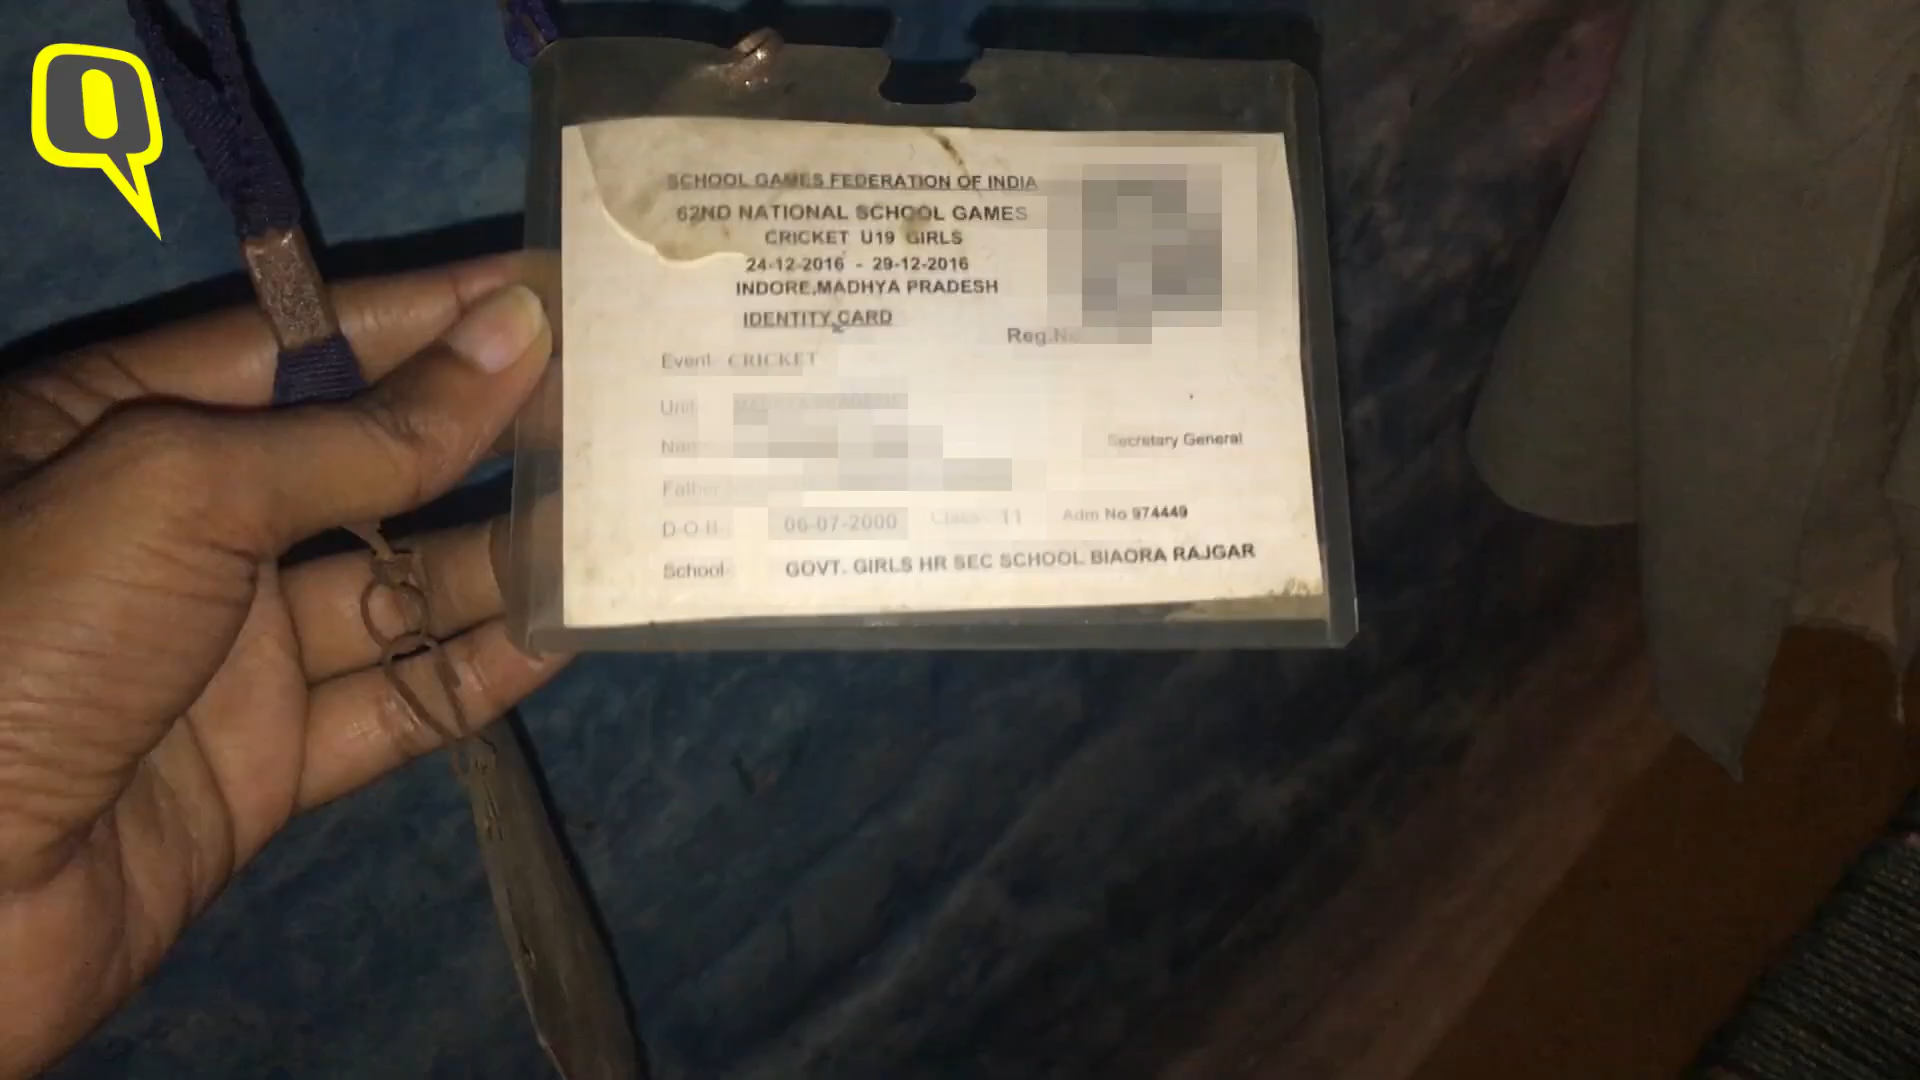 SCHOOL GAMES FEDERATION OF INDIA
62ND NATIONAL SCHOOL GAMES
CRICKET U19 GIRLS
24-12-2016 - 29-12-2016
INDORE,MADHYA PRADESH
IDENTITY CARD
Reg.No
Event: CRICKET
Unit
Secretary General
Father
D-O-B- 06-07-2000 Class- 11 Adm No 974449
School- GOVT. GIRLS HR SEC SCHOOL BIAORA RAJGAR